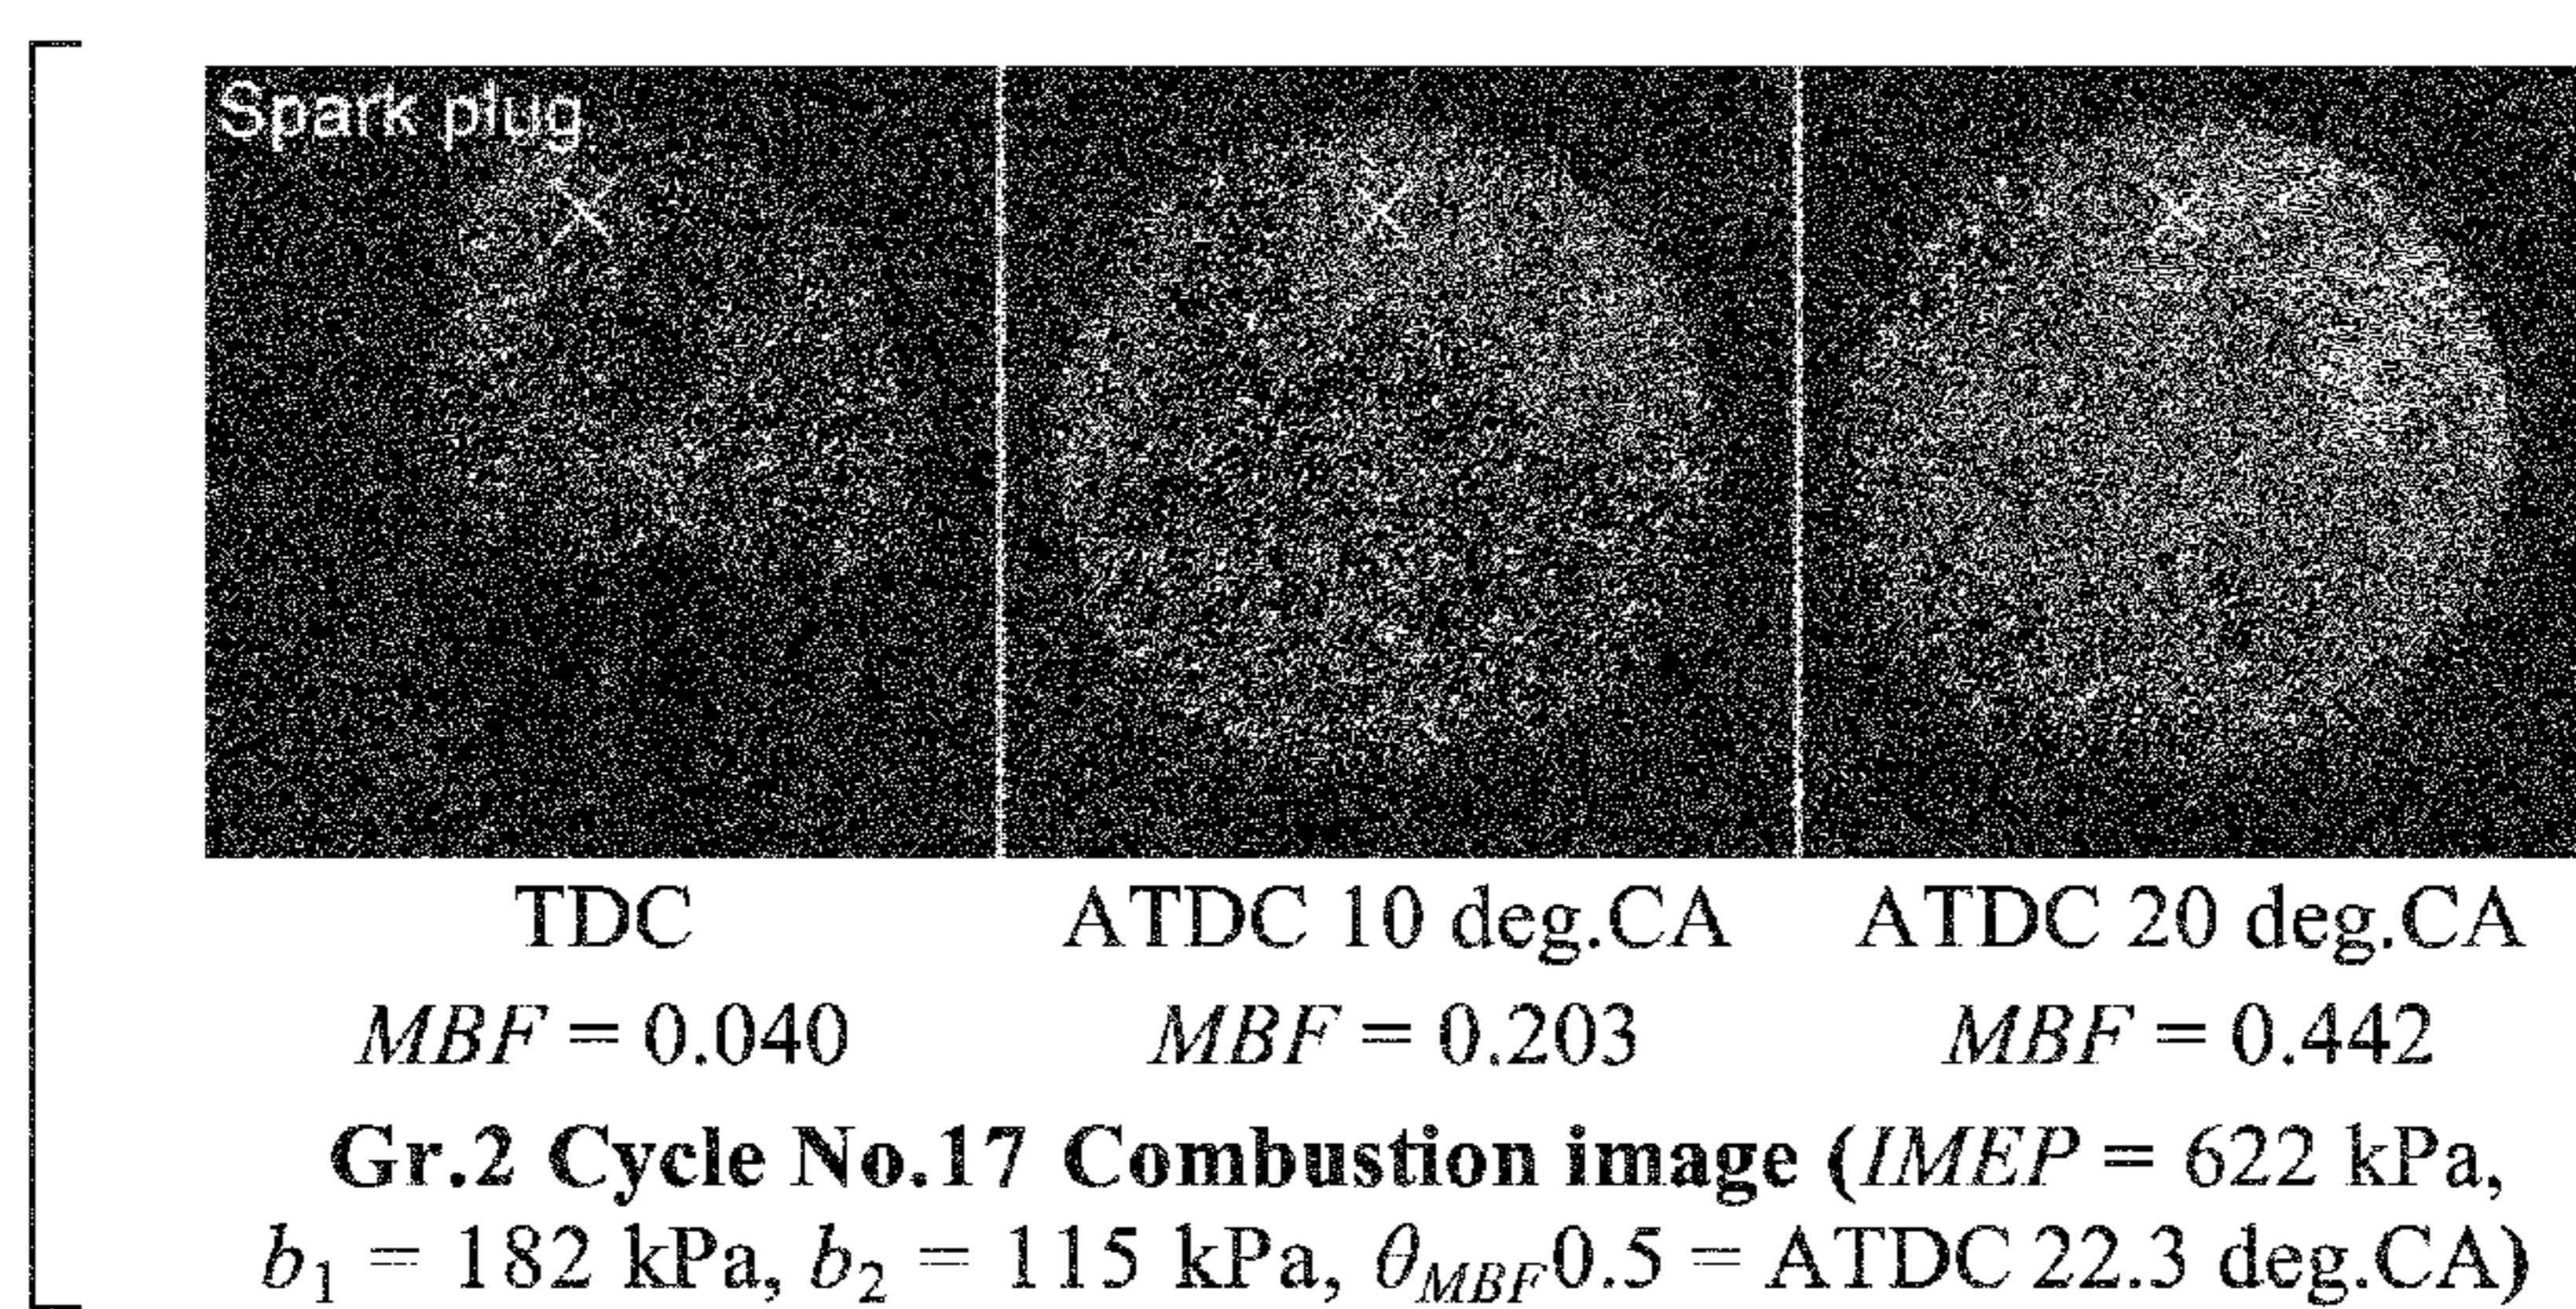 Spark plug
TDC ATDC 10 deg.CA ATDC 20 deg.CA
MBF = 0.040 MBF = 0.203 MBF = 0.442
Gr.2 Cycle No.17 Combustion image (IMEP = 622 kPa,
b₁ = 182 kPa, b₂ = 115 kPa, θ_MBF0.5 = ATDC 22.3 deg.CA)